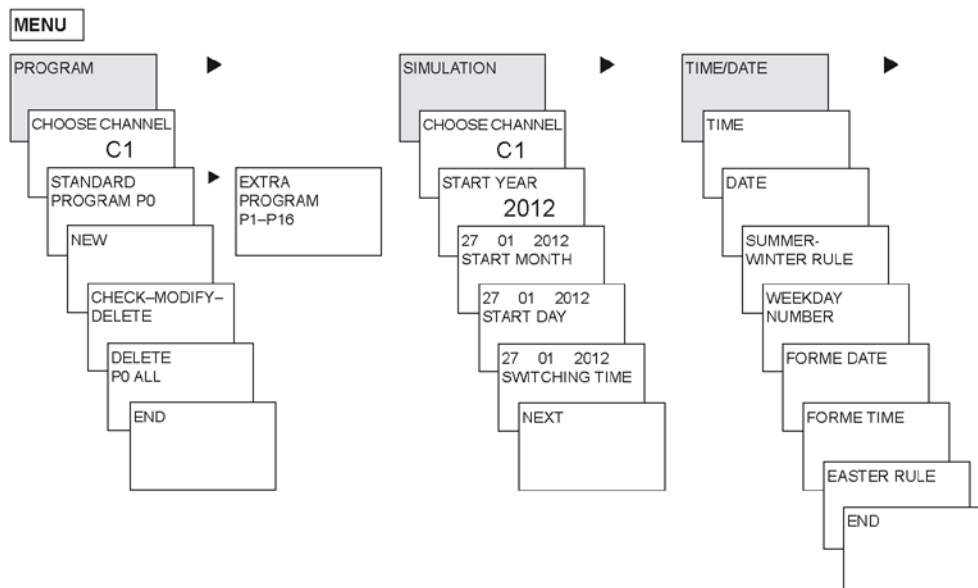 MENU
PROGRAM
CHOOSE CHANNEL
C1
STANDARD
PROGRAM P0
EXTRA
PROGRAM
P1–P16
NEW
CHECK–MODIFY–
DELETE
DELETE
P0 ALL
END
SIMULATION
CHOOSE CHANNEL
C1
START YEAR
2012
27 01 2012
START MONTH
27 01 2012
START DAY
27 01 2012
SWITCHING TIME
NEXT
TIME/DATE
TIME
DATE
SUMMER-
WINTER RULE
WEEKDAY
NUMBER
FORME DATE
FORME TIME
EASTER RULE
END